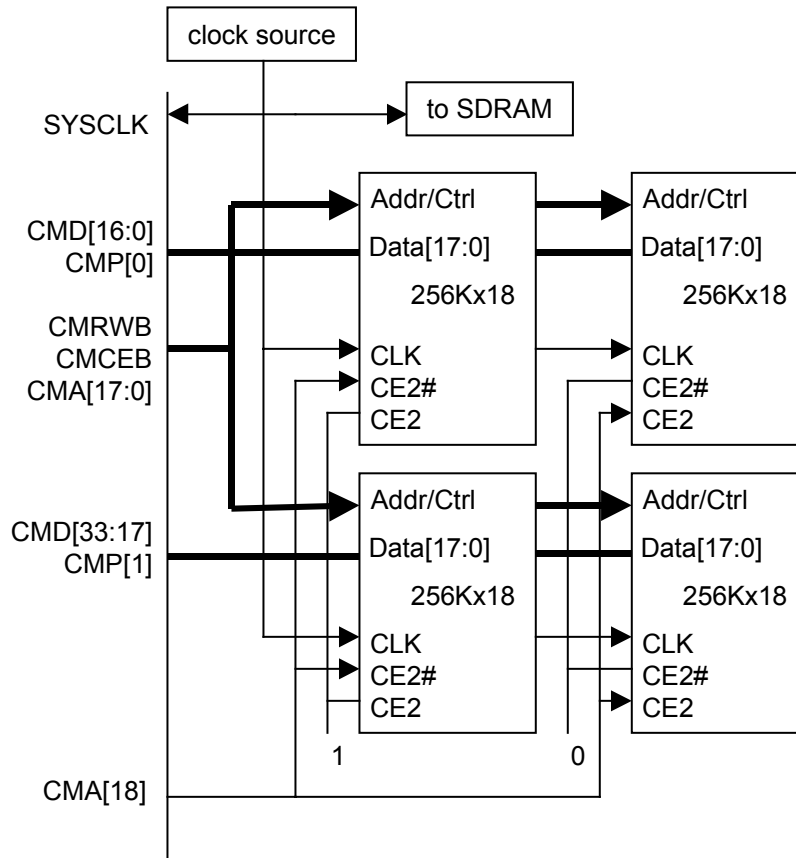 clock source
SYSCLK
to SDRAM
CMD[16:0]
CMP[0]
CMRWB
CMCEB
CMA[17:0]
Addr/Ctrl
Data[17:0]
256Kx18
CLK
CE2#
CE2
Addr/Ctrl
Data[17:0]
256Kx18
CLK
CE2#
CE2
CMD[33:17]
CMP[1]
Addr/Ctrl
Data[17:0]
256Kx18
CLK
CE2#
CE2
Addr/Ctrl
Data[17:0]
256Kx18
CLK
CE2#
CE2
1
0
CMA[18]